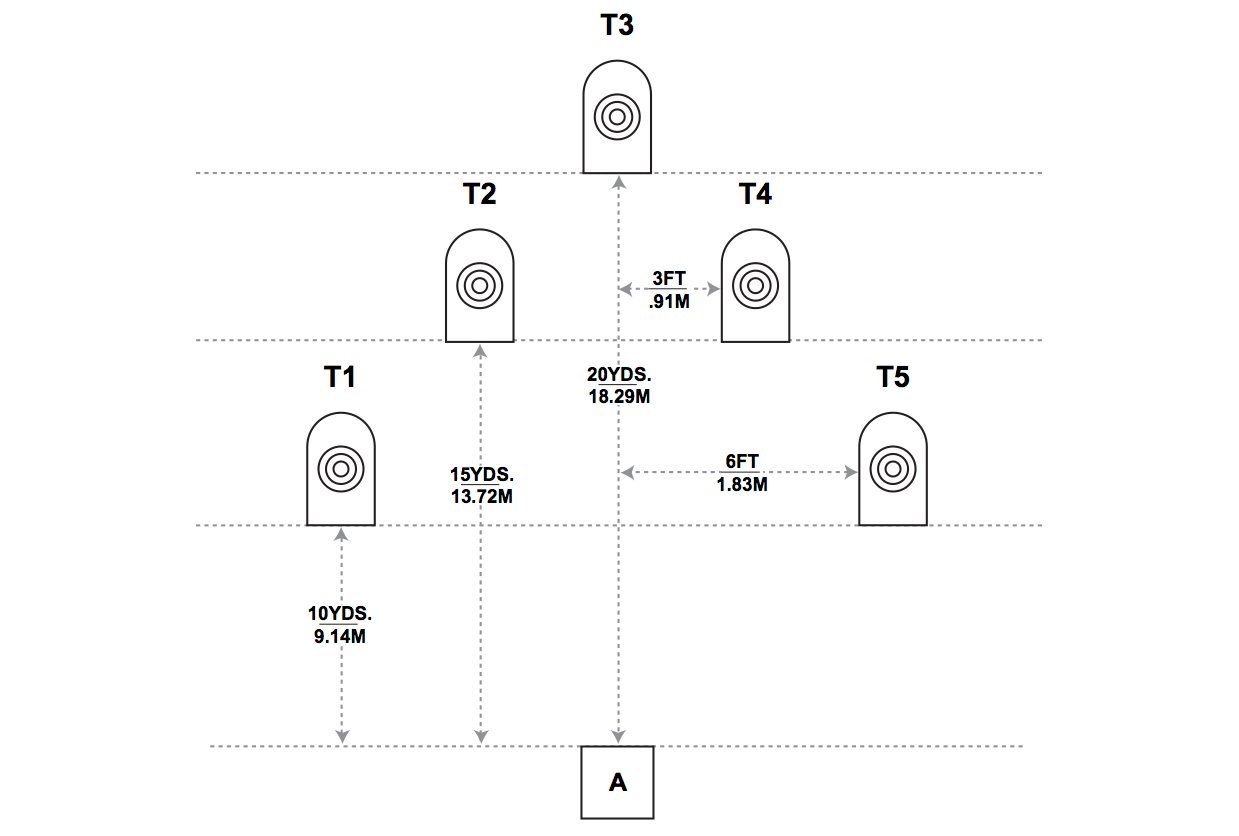 T3
T2
T4
3FT
.91M
T1
20YDS.
18.29M
T5
15YDS.
13.72M
6FT
1.83M
10YDS.
9.14M
A